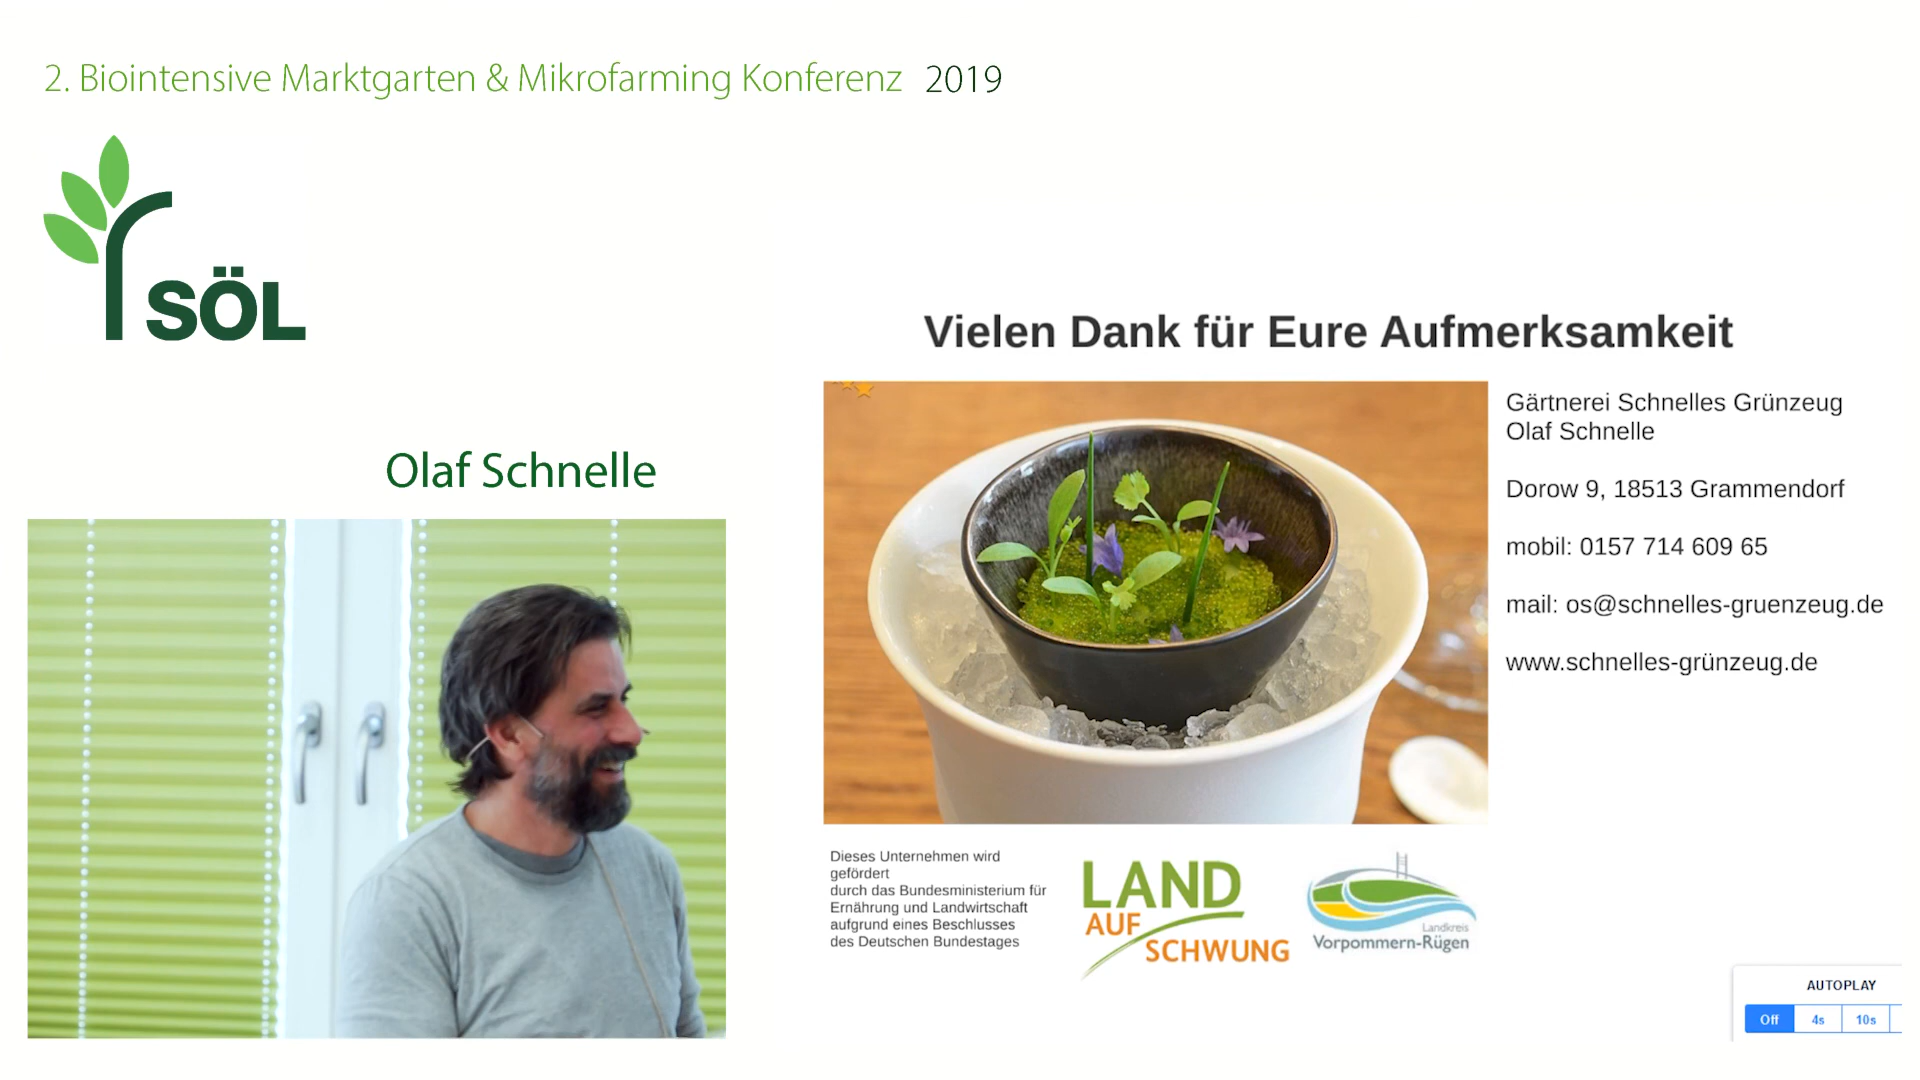 2. Biointensive Marktgarten & Mikrofarming Konferenz 2019
SÖL
Olaf Schnelle
Vielen Dank für Eure Aufmerksamkeit
Gärtnerei Schnelles Grünzeug
Olaf Schnelle
Dorow 9, 18513 Grammendorf
mobil: 0157 714 609 65
mail: os@schnelles-gruenzeug.de
www.schnelles-grünzeug.de
Dieses Unternehmen wird
gefördert
durch das Bundesministerium für
Ernährung und Landwirtschaft
aufgrund eines Beschlusses
des Deutschen Bundestages
LAND
AUF
SCHWUNG
Landkreis
Vorpommern-Rügen
AUTOPLAY
Off 4s 10s